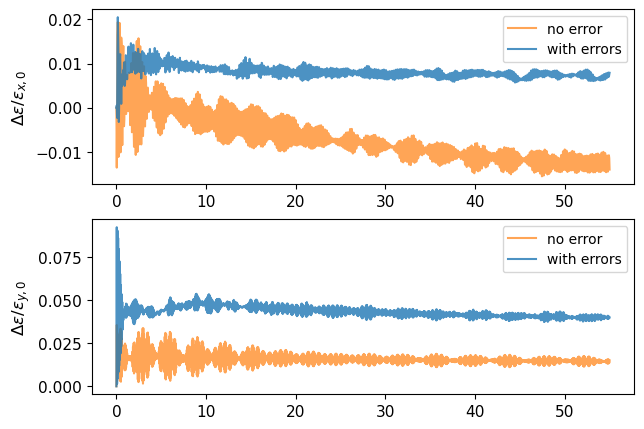 0.02
0.01
0.00
−0.01
Δε/εx,0
no error
with errors
0 10 20 30 40 50
0.075
0.050
0.025
0.000
Δε/εy,0
no error
with errors
0 10 20 30 40 50